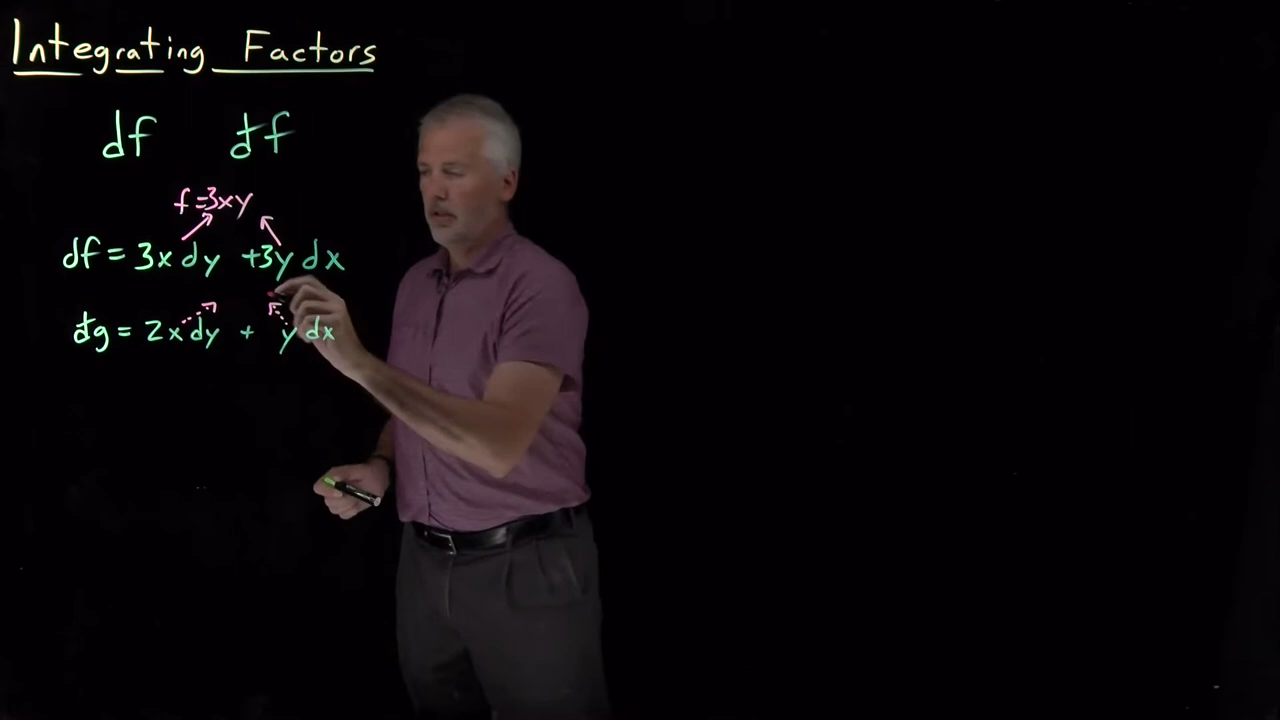 Integrating Factors
df đf
f=3xy
df = 3x dy +3y dx
đg = 2x dy + y dx